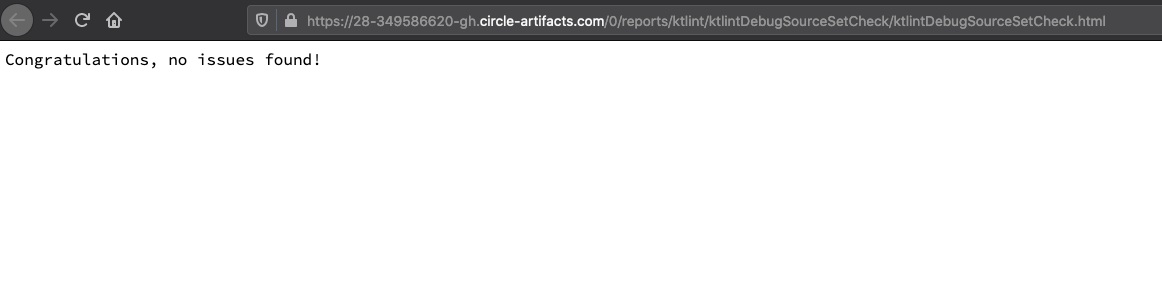 https://28-349586620-gh.circle-artifacts.com/0/reports/ktlint/ktlintDebugSourceSetCheck/ktlintDebugSourceSetCheck.html
Congratulations, no issues found!